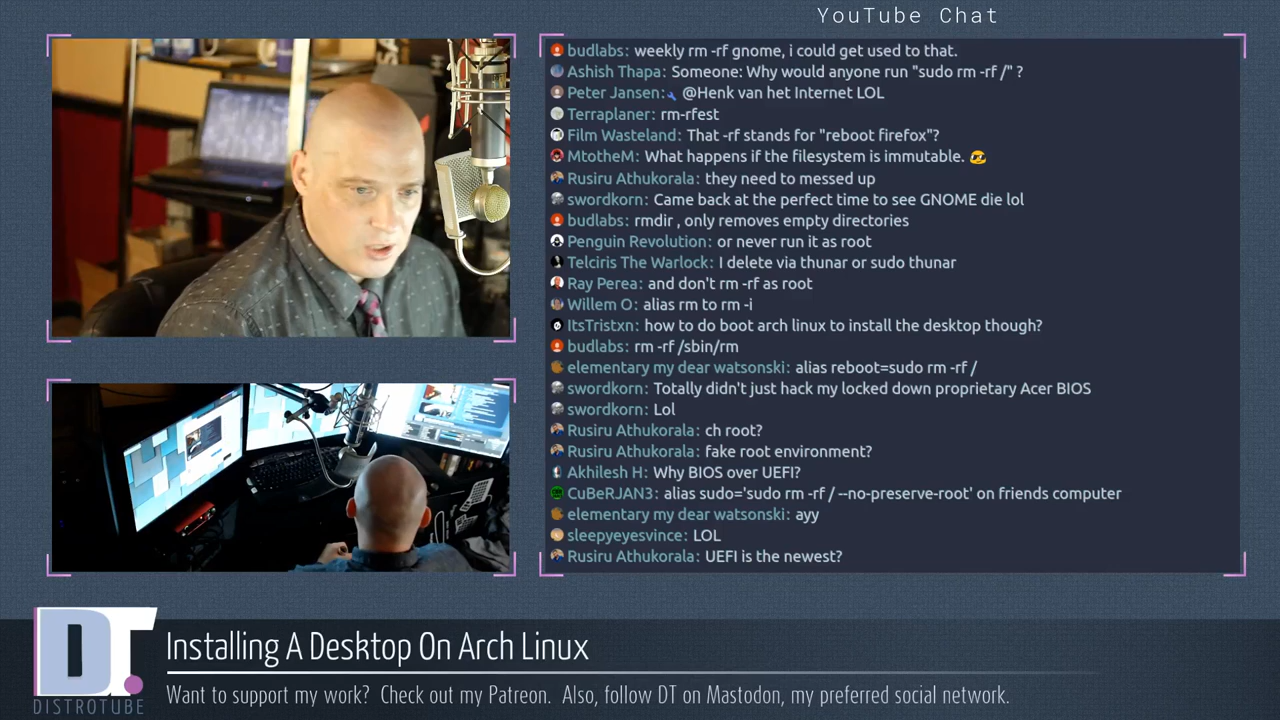 YouTube Chat
budlabs: weekly rm -rf gnome, i could get used to that.
Ashish Thapa: Someone: Why would anyone run "sudo rm -rf /" ?
Peter Jansen: @Henk van het Internet LOL
Terraplaner: rm-rfest
Film Wasteland: That -rf stands for "reboot firefox"?
MtotheM: What happens if the filesystem is immutable.
Rusiru Athukorala: they need to messed up
swordkorn: Came back at the perfect time to see GNOME die lol
budlabs: rmdir , only removes empty directories
Penguin Revolution: or never run it as root
Telciris The Warlock: I delete via thunar or sudo thunar
Ray Perea: and don't rm -rf as root
Willem O: alias rm to rm -i
ItsTristxn: how to do boot arch linux to install the desktop though?
budlabs: rm -rf /sbin/rm
elementary my dear watsonski: alias reboot=sudo rm -rf /
swordkorn: Totally didn't just hack my locked down proprietary Acer BIOS
swordkorn: Lol
Rusiru Athukorala: ch root?
Rusiru Athukorala: fake root environment?
Akhilesh H: Why BIOS over UEFI?
CuBeRJAN3: alias sudo='sudo rm -rf / --no-preserve-root' on friends computer
elementary my dear watsonski: ayy
sleepyeyesvince: LOL
Rusiru Athukorala: UEFI is the newest?
DT
DISTROTUBE
Installing A Desktop On Arch Linux
Want to support my work? Check out my Patreon. Also, follow DT on Mastodon, my preferred social network.